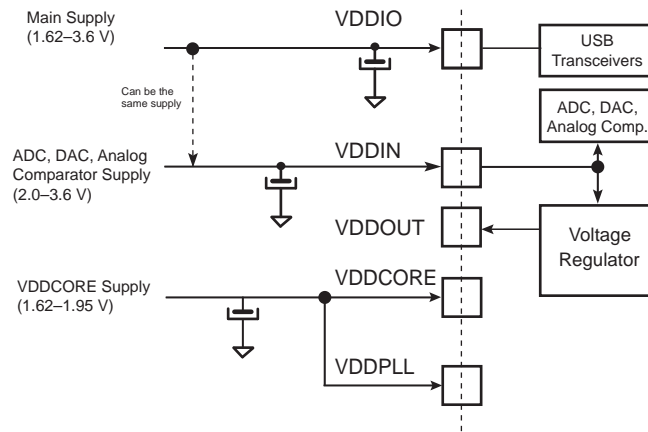 Main Supply
(1.62–3.6 V)
VDDIO
USB
Transceivers
Can be the
same supply
ADC, DAC,
Analog Comp.
ADC, DAC, Analog
Comparator Supply
(2.0–3.6 V)
VDDIN
VDDOUT
Voltage
Regulator
VDDCORE Supply
(1.62–1.95 V)
VDDCORE
VDDPLL